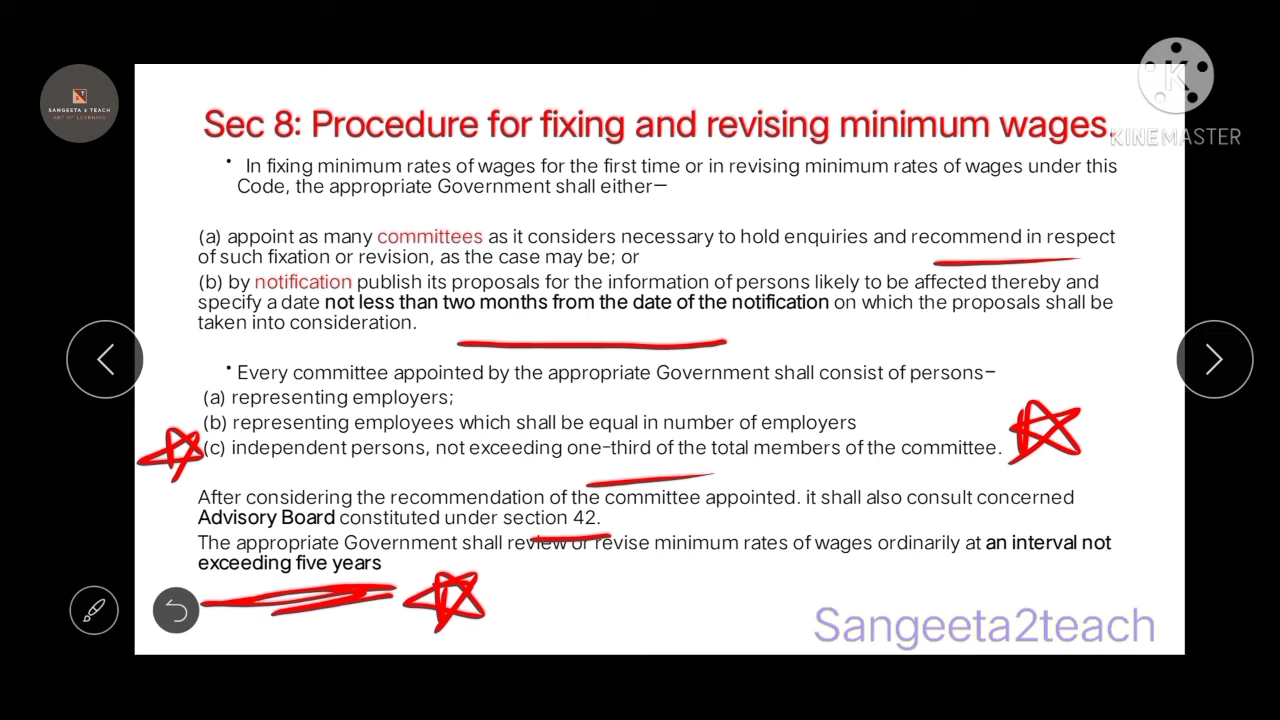 SANGEETA 2 TEACH
ART OF LEARNING
K
KINEMASTER
Sec 8: Procedure for fixing and revising minimum wages.
• In fixing minimum rates of wages for the first time or in revising minimum rates of wages under this
Code, the appropriate Government shall either—
(a) appoint as many committees as it considers necessary to hold enquiries and recommend in respect
of such fixation or revision, as the case may be; or
(b) by notification publish its proposals for the information of persons likely to be affected thereby and
specify a date not less than two months from the date of the notification on which the proposals shall be
taken into consideration.
• Every committee appointed by the appropriate Government shall consist of persons–
(a) representing employers;
(b) representing employees which shall be equal in number of employers
(c) independent persons, not exceeding one-third of the total members of the committee.
After considering the recommendation of the committee appointed. it shall also consult concerned
Advisory Board constituted under section 42.
The appropriate Government shall review or revise minimum rates of wages ordinarily at an interval not
exceeding five years
Sangeeta2teach